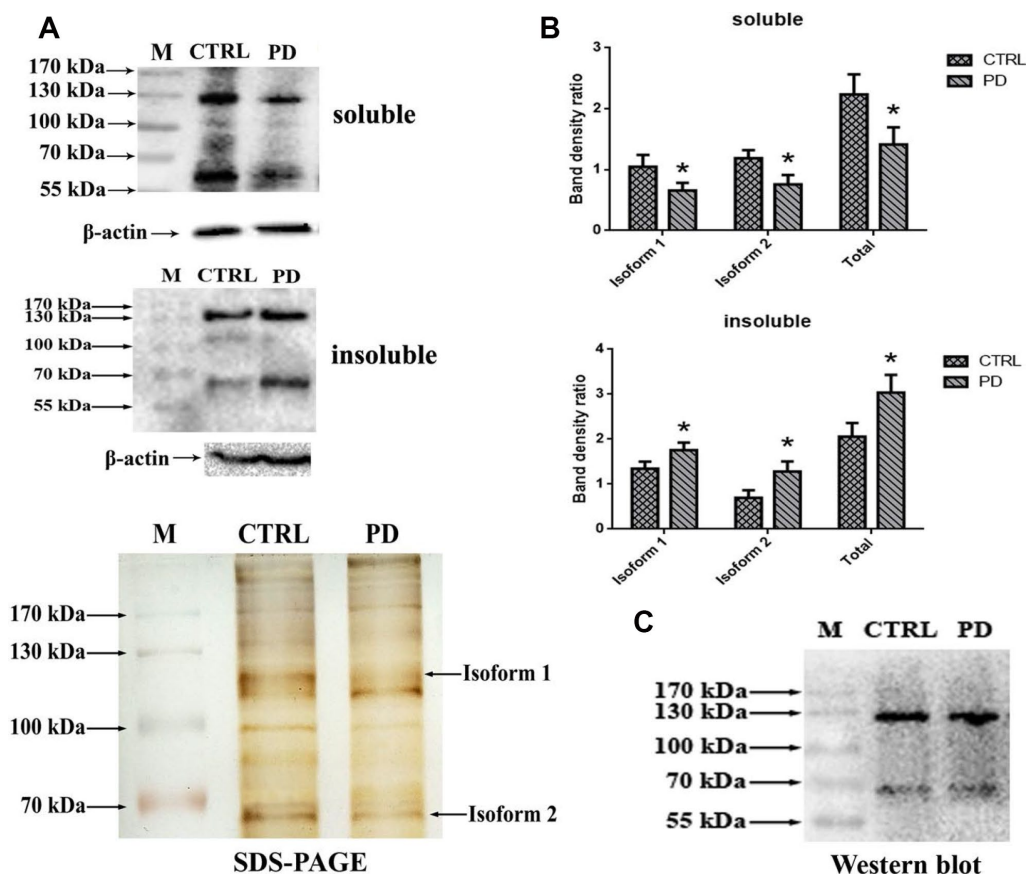 A
M CTRL PD
170 kDa
130 kDa
100 kDa
70 kDa
55 kDa
soluble
β-actin
M CTRL PD
170 kDa
130 kDa
100 kDa
70 kDa
55 kDa
insoluble
β-actin
M CTRL PD
170 kDa
130 kDa
100 kDa
70 kDa
Isoform 1
Isoform 2
SDS-PAGE
B
soluble
Band density ratio
3
2
1
0
* * *
Isoform 1
Isoform 2
Total
CTRL
PD
insoluble
Band density ratio
4
3
2
1
0
* * *
Isoform 1
Isoform 2
Total
CTRL
PD
C
M CTRL PD
170 kDa
130 kDa
100 kDa
70 kDa
55 kDa
Western blot